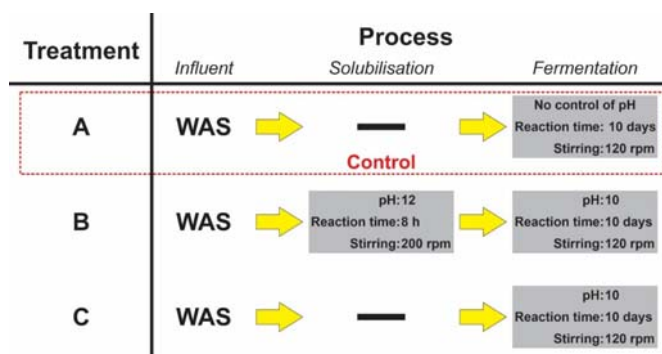 Treatment
Process
Influent
Solubilisation
Fermentation
A
WAS
Control
No control of pH
Reaction time: 10 days
Stirring:120 rpm
B
WAS
pH:12
Reaction time:8 h
Stirring:200 rpm
pH:10
Reaction time:10 days
Stirring:120 rpm
C
WAS
pH:10
Reaction time:10 days
Stirring:120 rpm